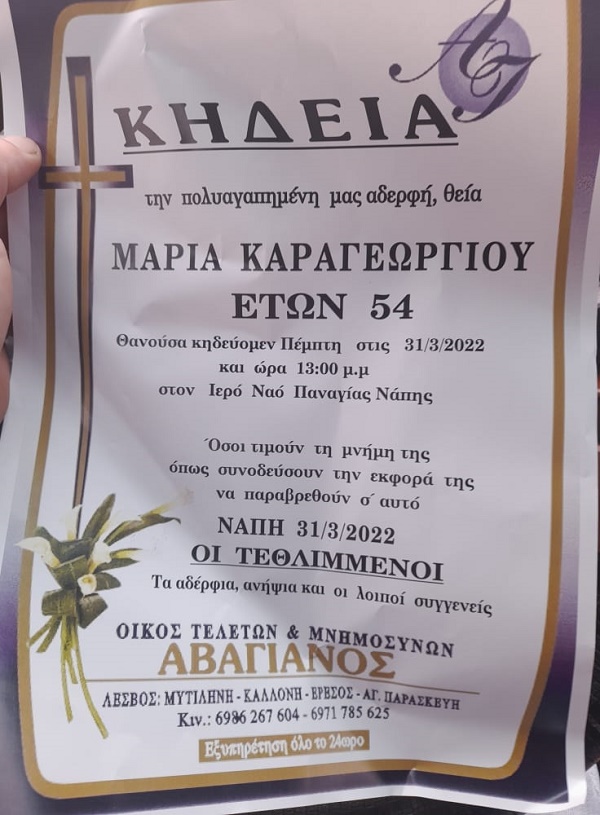 ΑΓ
ΚΗΔΕΙΑ
την πολυαγαπημένη μας αδερφή, θεία
ΜΑΡΙΑ ΚΑΡΑΓΕΩΡΓΙΟΥ
ΕΤΩΝ 54
Θανούσα κηδεύομεν Πέμπτη στις 31/3/2022
και ώρα 13:00 μ.μ
στον Ιερό Ναό Παναγίας Νάπης
Όσοι τιμούν τη μνήμη της
όπως συνοδεύσουν την εκφορά της
να παραβρεθούν σ΄ αυτό
ΝΑΠΗ 31/3/2022
ΟΙ ΤΕΘΛΙΜΜΕΝΟΙ
Τα αδέρφια, ανήψια και οι λοιποί συγγενείς
ΟΙΚΟΣ ΤΕΛΕΤΩΝ & ΜΝΗΜΟΣΥΝΩΝ
ΑΒΑΓΙΑΝΟΣ
ΛΕΣΒΟΣ: ΜΥΤΙΛΗΝΗ - ΚΑΛΛΟΝΗ - ΕΡΕΣΟΣ - ΑΓ. ΠΑΡΑΣΚΕΥΗ
Κιν.: 6986 267 604 - 6971 785 625
Εξυπηρέτηση όλο το 24ωρο